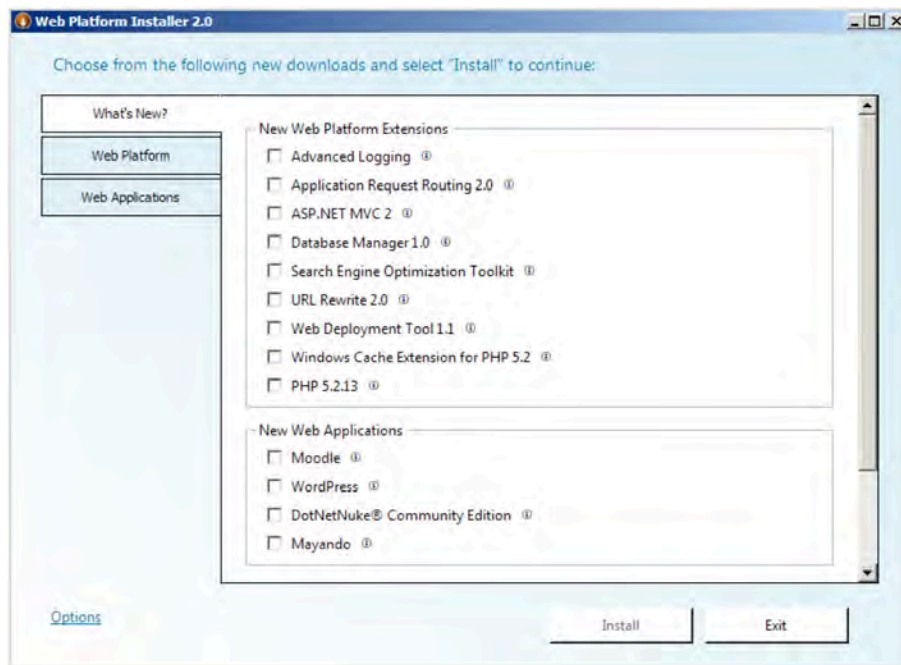 Web Platform Installer 2.0
Choose from the following new downloads and select "Install" to continue:
What's New?
Web Platform
Web Applications
New Web Platform Extensions
Advanced Logging
Application Request Routing 2.0
ASP.NET MVC 2
Database Manager 1.0
Search Engine Optimization Toolkit
URL Rewrite 2.0
Web Deployment Tool 1.1
Windows Cache Extension for PHP 5.2
PHP 5.2.13
New Web Applications
Moodle
WordPress
DotNetNuke® Community Edition
Mayando
Options
Install
Exit